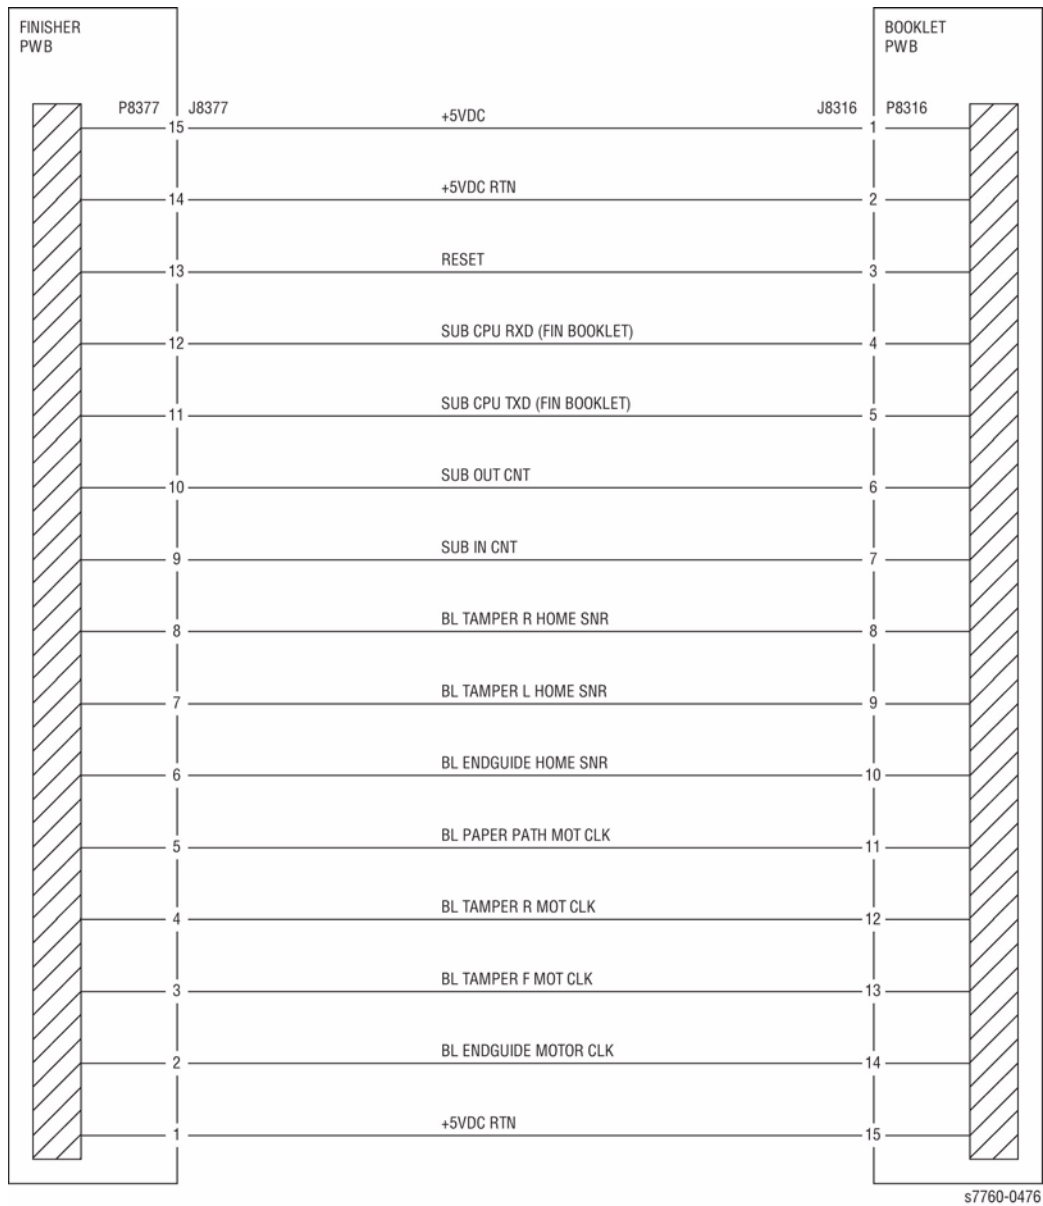 FINISHER
PWB
BOOKLET
PWB
P8377 J8377 J8316 P8316
15 +5VDC 1
14 +5VDC RTN 2
13 RESET 3
12 SUB CPU RXD (FIN BOOKLET) 4
11 SUB CPU TXD (FIN BOOKLET) 5
10 SUB OUT CNT 6
9 SUB IN CNT 7
8 BL TAMPER R HOME SNR 8
7 BL TAMPER L HOME SNR 9
6 BL ENDGUIDE HOME SNR 10
5 BL PAPER PATH MOT CLK 11
4 BL TAMPER R MOT CLK 12
3 BL TAMPER F MOT CLK 13
2 BL ENDGUIDE MOTOR CLK 14
1 +5VDC RTN 15
s7760-0476